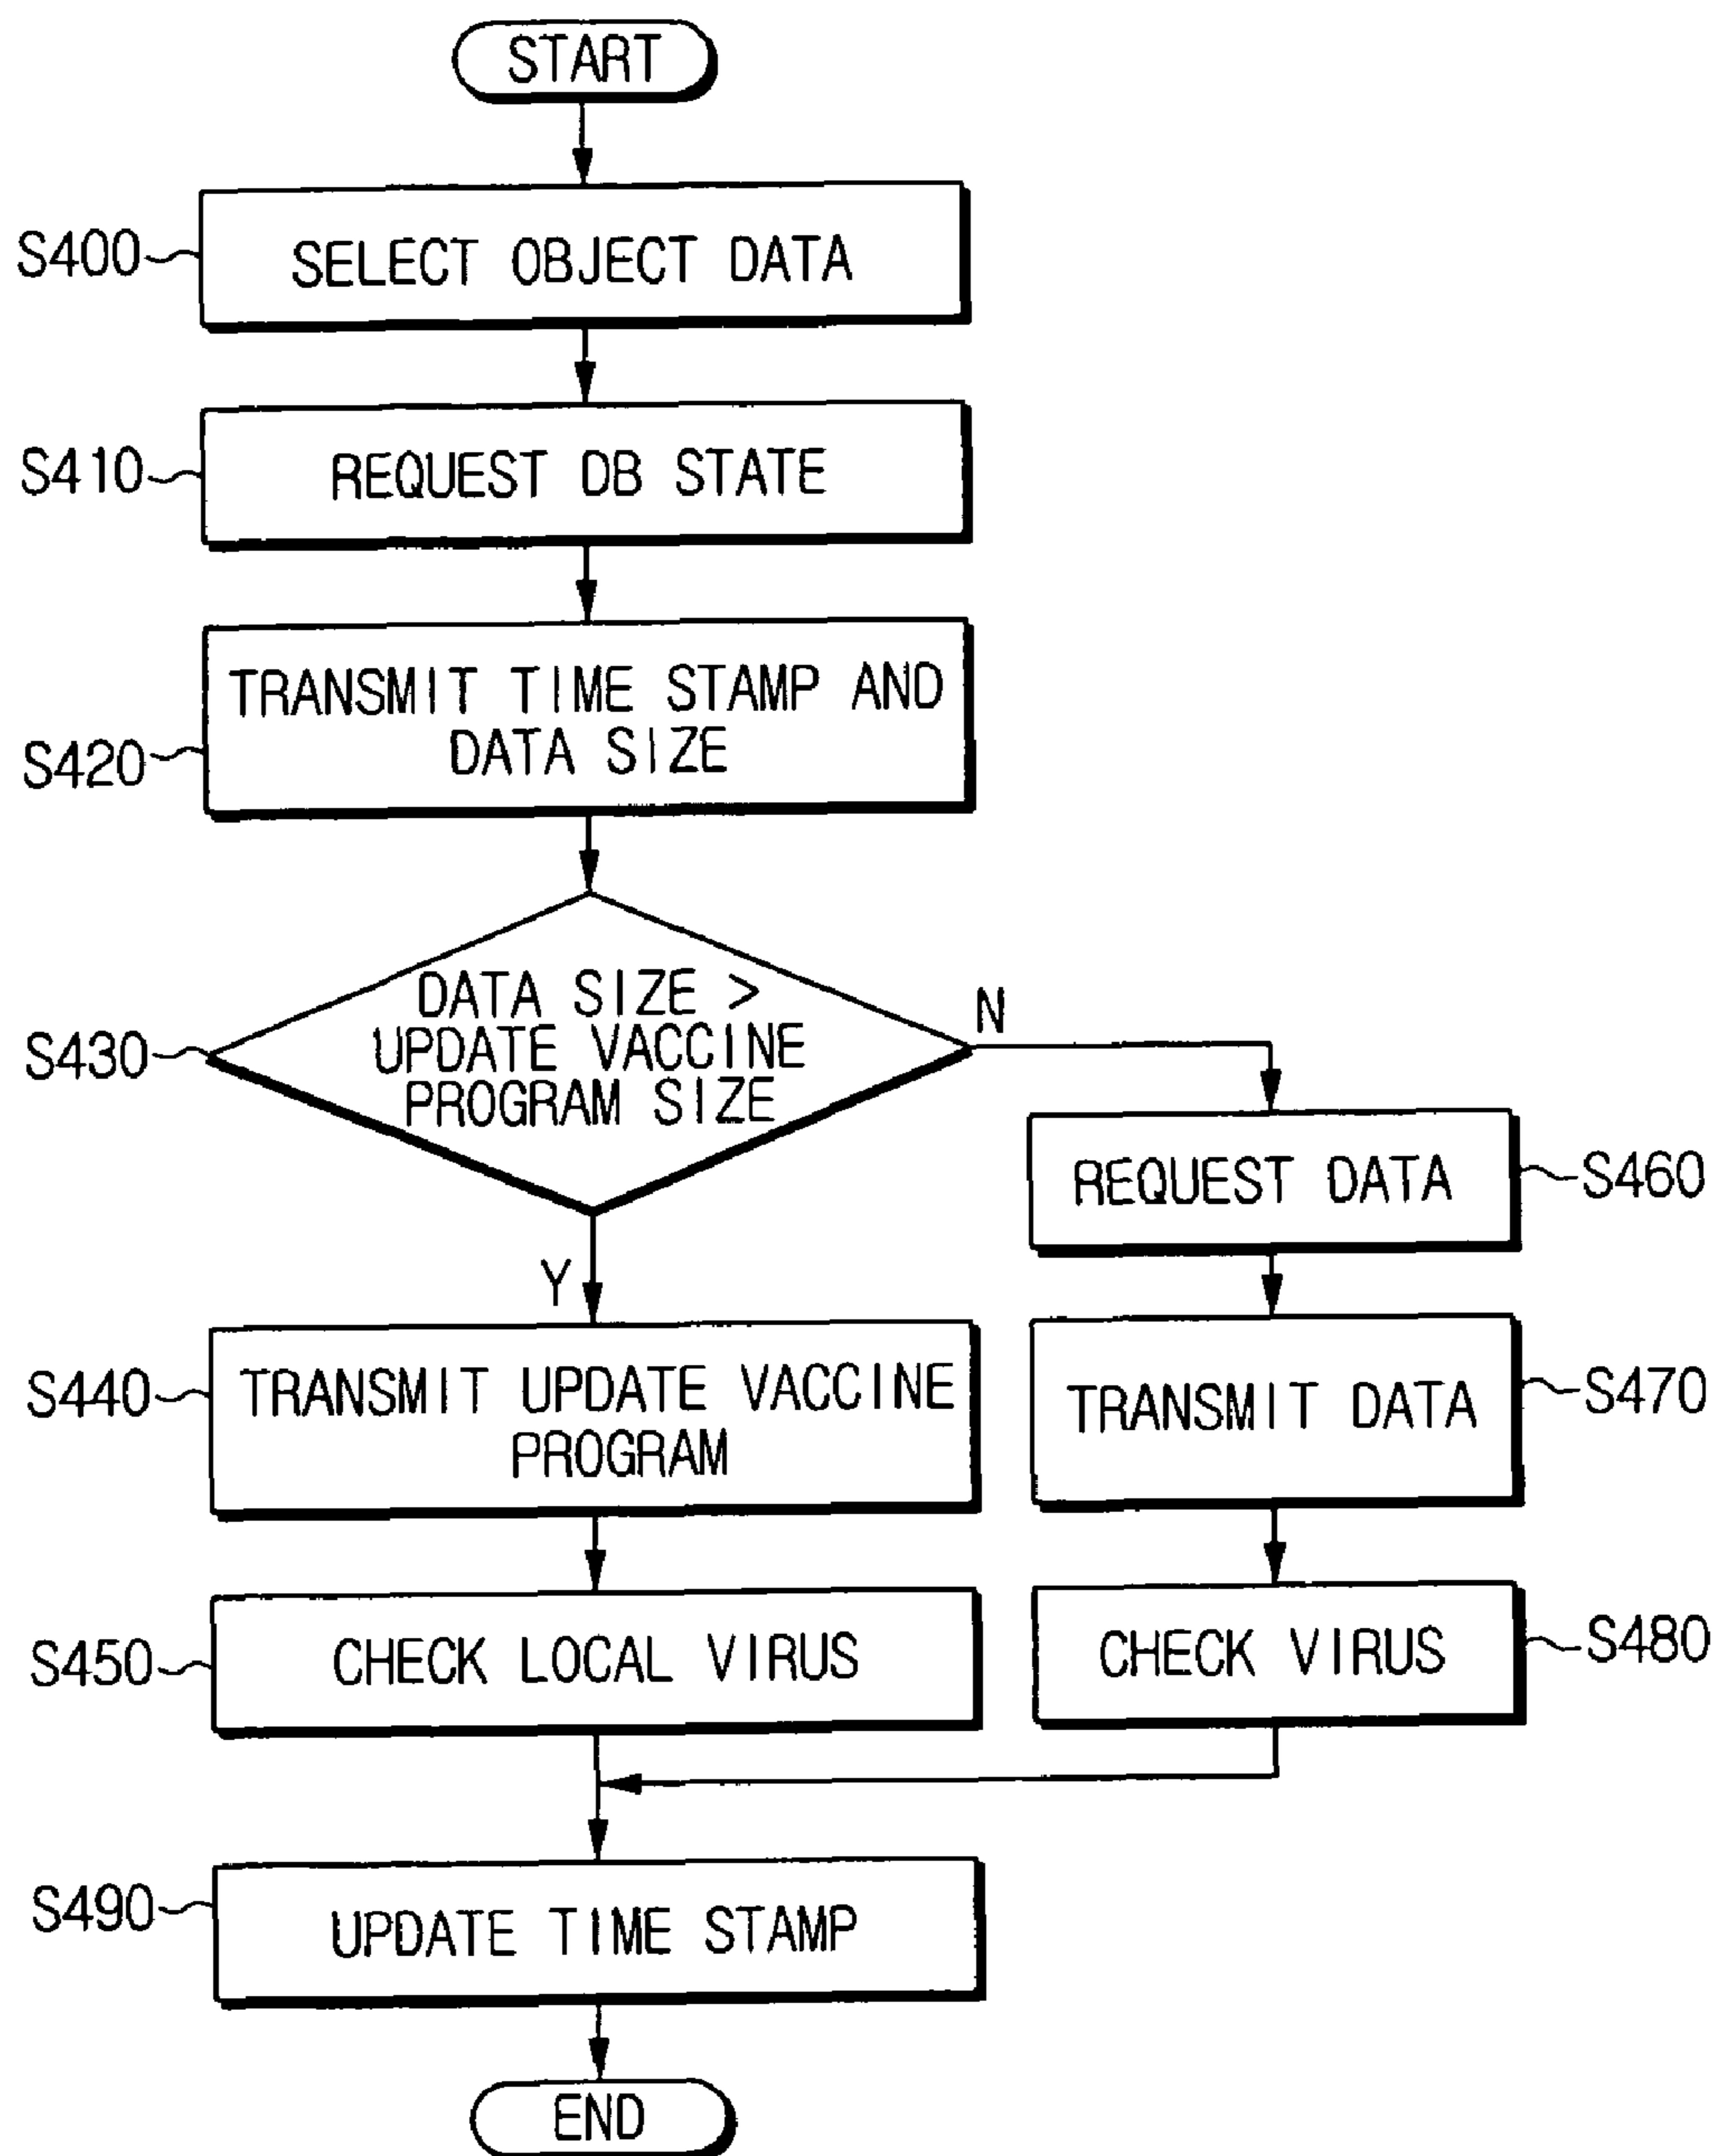 START
S400
SELECT OBJECT DATA
S410
REQUEST DB STATE
S420
TRANSMIT TIME STAMP AND
DATA SIZE
S430
DATA SIZE >
UPDATE VACCINE
PROGRAM SIZE
N
Y
S440
TRANSMIT UPDATE VACCINE
PROGRAM
S450
CHECK LOCAL VIRUS
REQUEST DATA
S460
TRANSMIT DATA
S470
CHECK VIRUS
S480
S490
UPDATE TIME STAMP
END